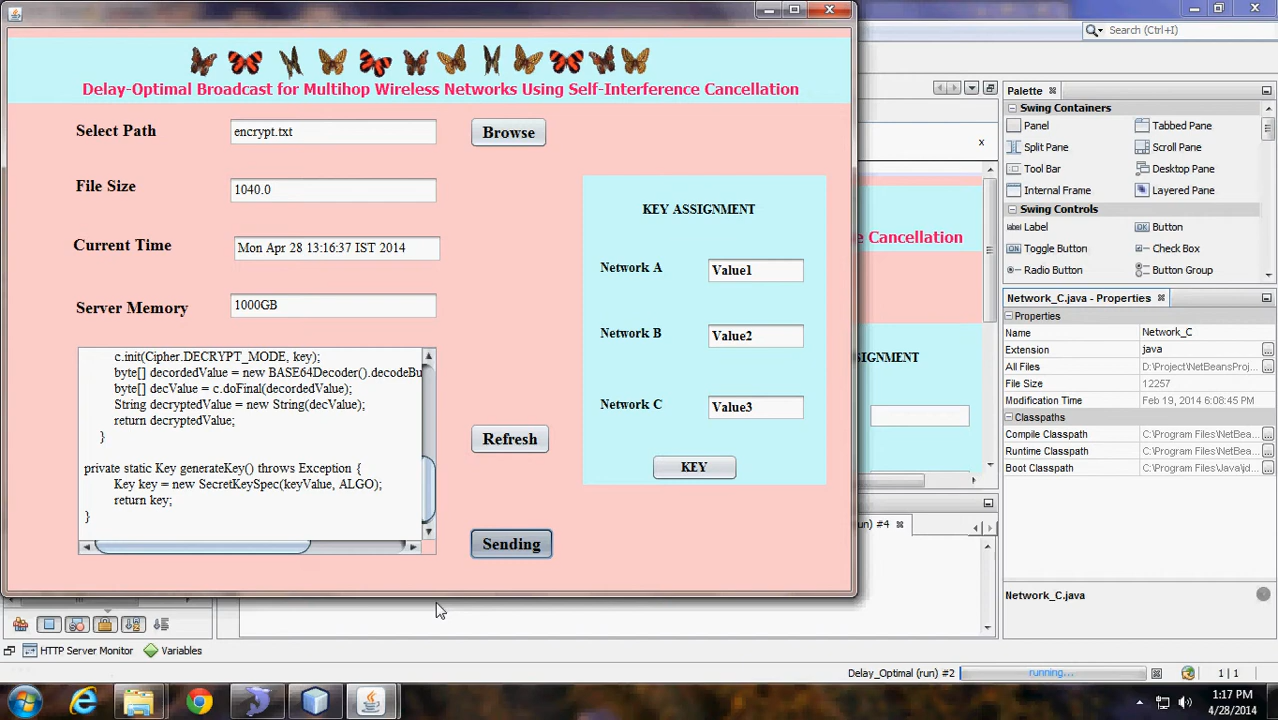 Delay-Optimal Broadcast for Multihop Wireless Networks Using Self-Interference Cancellation
Select Path
encrypt.txt
Browse
File Size
1040.0
Current Time
Mon Apr 28 13:16:37 IST 2014
Server Memory
1000GB
c.init(Cipher.DECRYPT_MODE, key);
byte[] decordedValue = new BASE64Decoder().decodeBu
byte[] decValue = c.doFinal(decordedValue);
String decryptedValue = new String(decValue);
return decryptedValue;
}
private static Key generateKey() throws Exception {
Key key = new SecretKeySpec(keyValue, ALGO);
return key;
}
Refresh
Sending
KEY ASSIGNMENT
Network A
Value1
Network B
Value2
Network C
Value3
KEY
Search (Ctrl+I)
x
e Cancellation
SIGNMENT
un) #4
Palette
Swing Containers
Panel
Tabbed Pane
Split Pane
Scroll Pane
Tool Bar
Desktop Pane
Internal Frame
Layered Pane
Swing Controls
label Label
OK Button
Toggle Button
Check Box
Radio Button
Button Group
Network_C.java - Properties
Properties
Name
Network_C
Extension
java
All Files
D:\Project\NetBeansProj...
File Size
12257
Modification Time
Feb 19, 2014 6:08:45 PM
Classpaths
Compile Classpath
C:\Program Files\NetBea...
Runtime Classpath
C:\Program Files\NetBea...
Boot Classpath
C:\Program Files\Java\jd...
Network_C.java
HTTP Server Monitor
Variables
Delay_Optimal (run) #2
running...
1 | 1
1:17 PM
4/28/2014